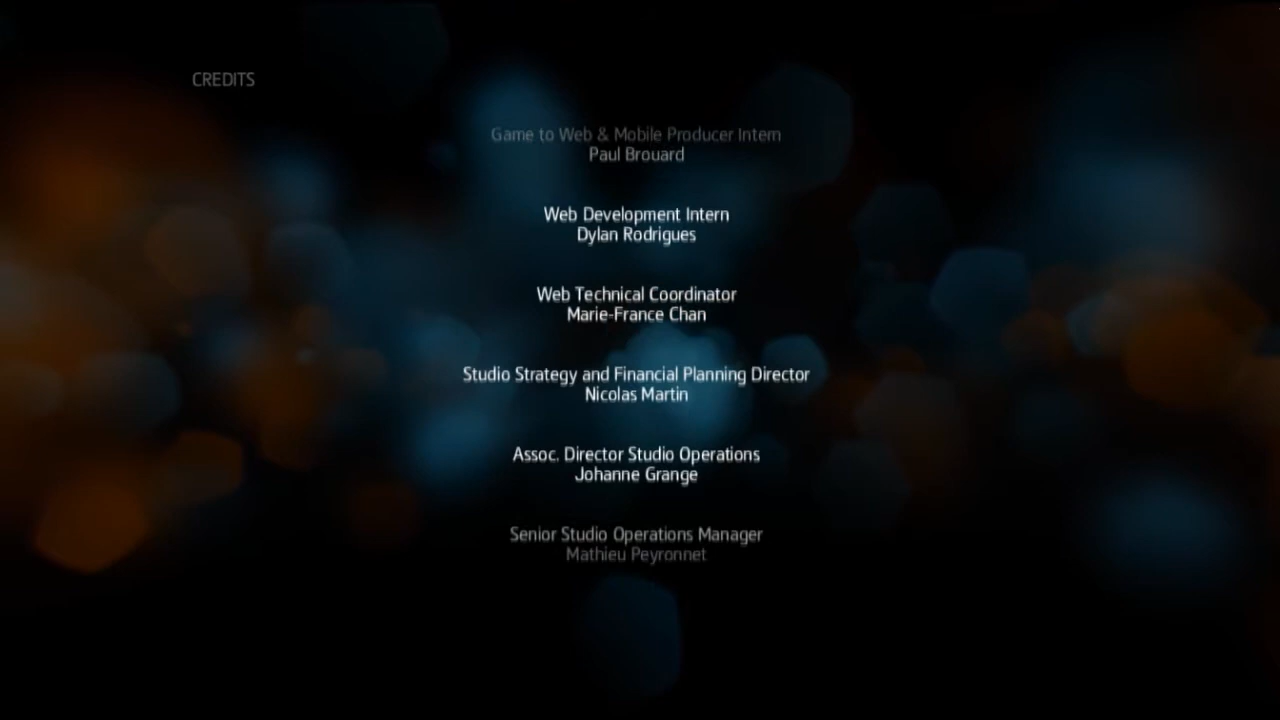 CREDITS
Game to Web & Mobile Producer Intern
Paul Brouard
Web Development Intern
Dylan Rodrigues
Web Technical Coordinator
Marie-France Chan
Studio Strategy and Financial Planning Director
Nicolas Martin
Assoc. Director Studio Operations
Johanne Grange
Senior Studio Operations Manager
Mathieu Peyronnet